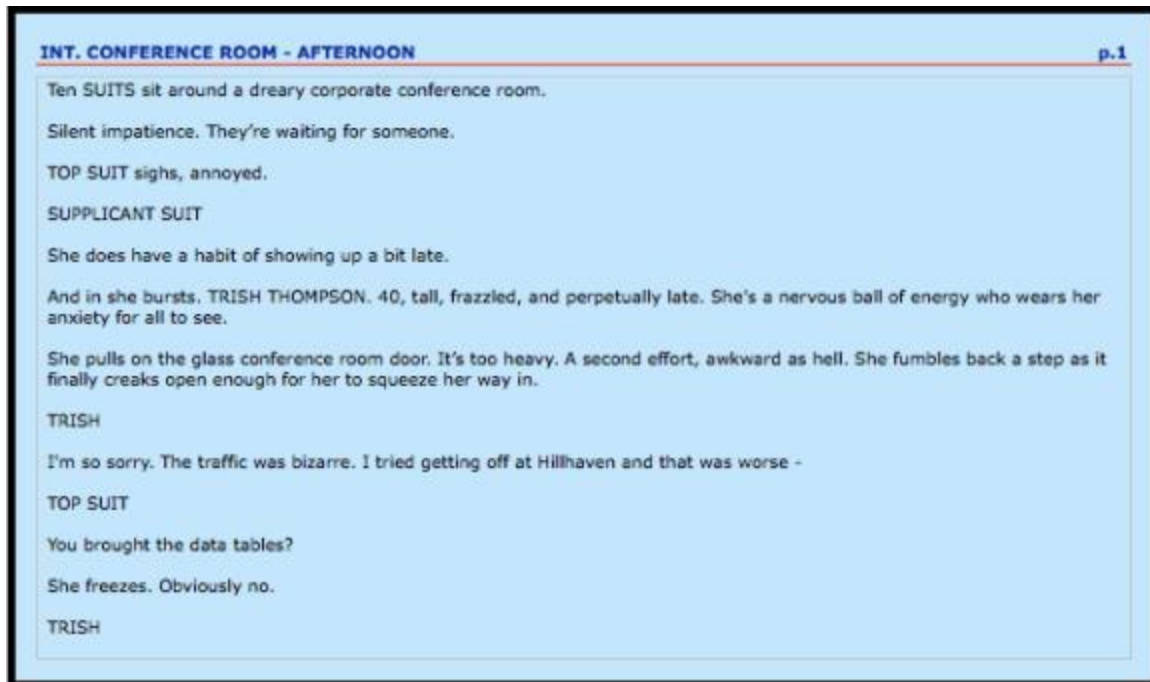 INT. CONFERENCE ROOM - AFTERNOON p.1
Ten SUITS sit around a dreary corporate conference room.
Silent impatience. They're waiting for someone.
TOP SUIT sighs, annoyed.
SUPPLICANT SUIT
She does have a habit of showing up a bit late.
And in she bursts. TRISH THOMPSON. 40, tall, frazzled, and perpetually late. She's a nervous ball of energy who wears her
anxiety for all to see.
She pulls on the glass conference room door. It's too heavy. A second effort, awkward as hell. She fumbles back a step as it
finally creaks open enough for her to squeeze her way in.
TRISH
I'm so sorry. The traffic was bizarre. I tried getting off at Hillhaven and that was worse -
TOP SUIT
You brought the data tables?
She freezes. Obviously no.
TRISH